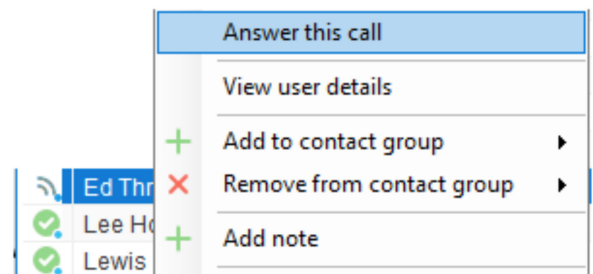 Answer this call
View user details
Add to contact group
Remove from contact group
Ed Thr
Lee Ho
Add note
Lewis